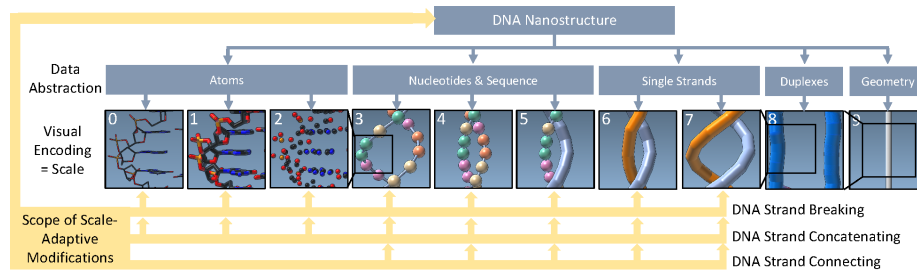 DNA Nanostructure
Data
Abstraction
Atoms
Nucleotides & Sequence
Single Strands
Duplexes
Geometry
Visual
Encoding
= Scale
0 1 2 3 4 5 6 7 8 9
Scope of Scale-
Adaptive
Modifications
DNA Strand Breaking
DNA Strand Concatenating
DNA Strand Connecting